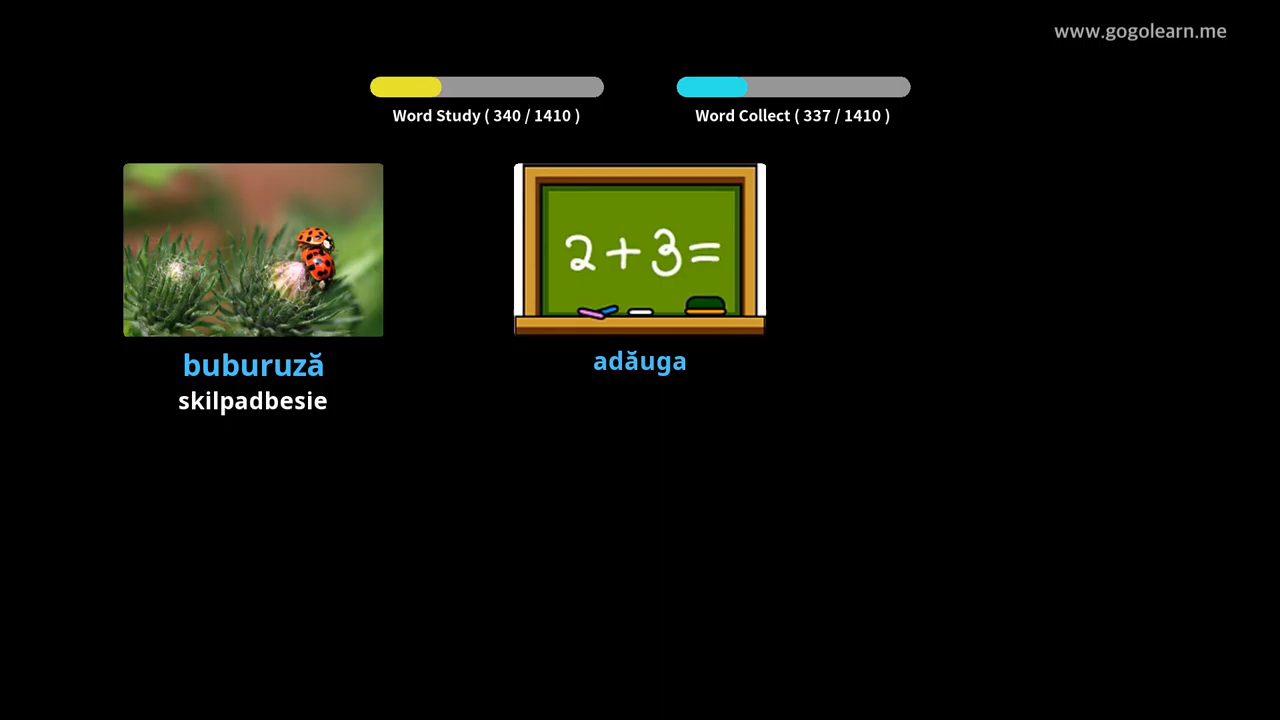 www.gogolearn.me
Word Study ( 340 / 1410 )
Word Collect ( 337 / 1410 )
2+3=
buburuză
skilpadbesie
adăuga